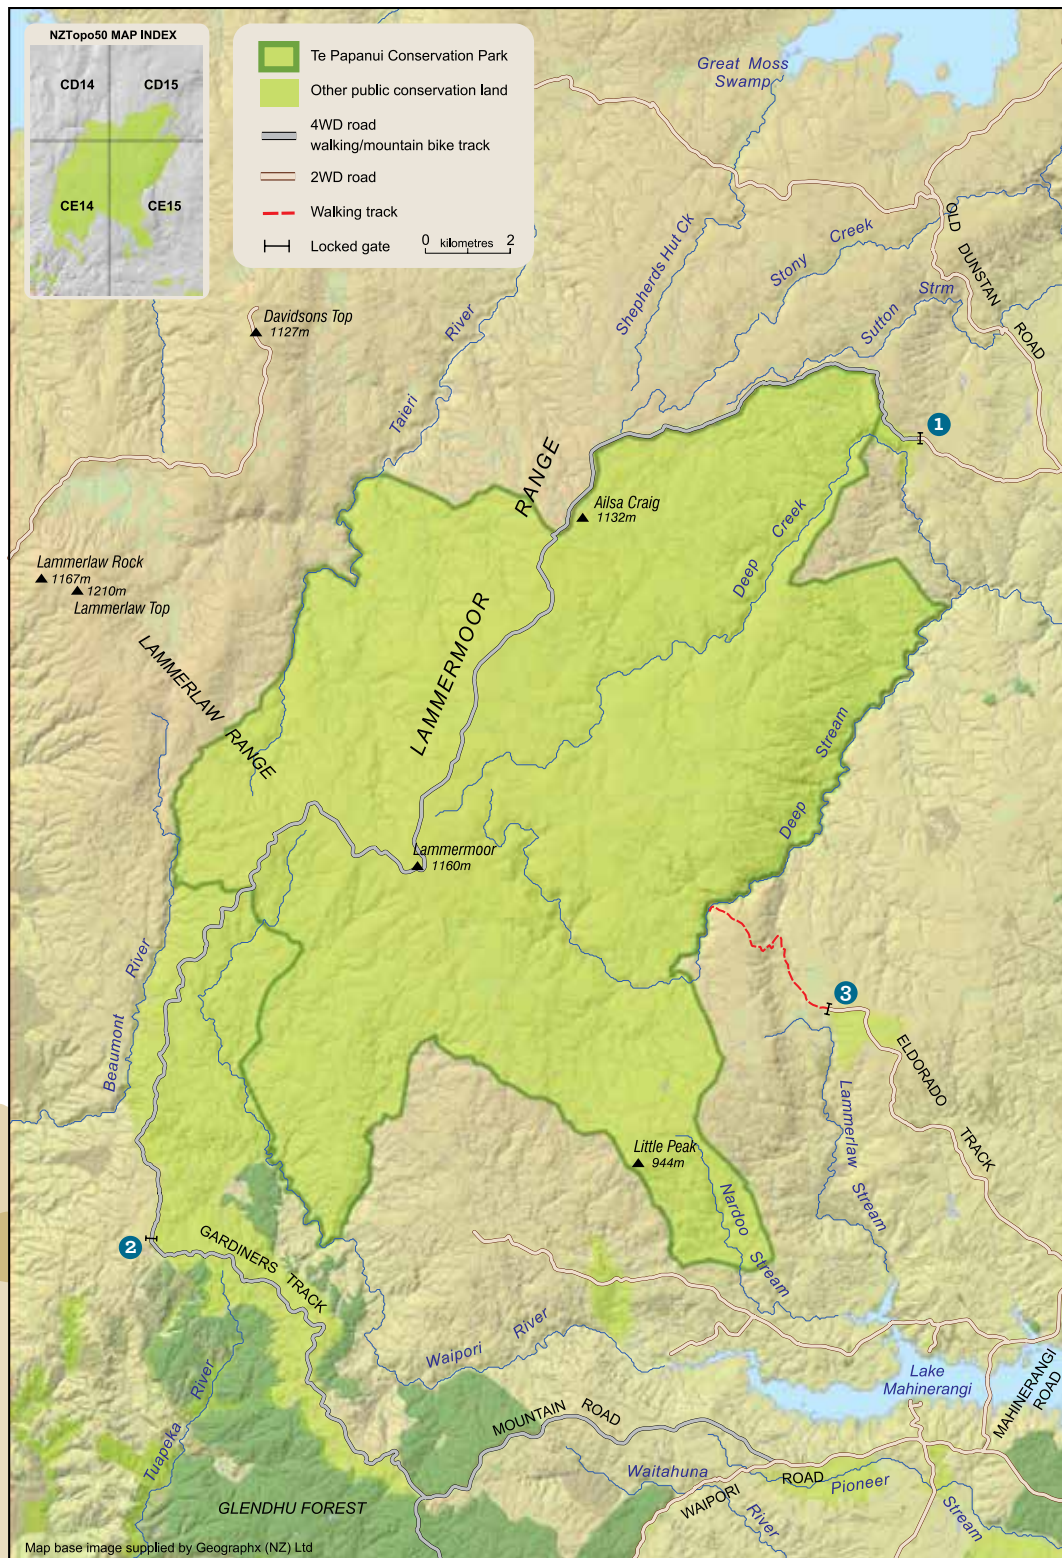 NZTopo50 MAP INDEX
CD14
CD15
CE14
CE15
Te Papanui Conservation Park
Other public conservation land
4WD road
walking/mountain bike track
2WD road
Walking track
Locked gate
0 kilometres 2
Great Moss
Swamp
OLD DUNSTAN ROAD
Shepherds Hut Ck
Stony Creek
Sutton Strm
Davidsons Top
1127m
Taieri River
1
RANGE
Ailsa Craig
1132m
Deep Creek
Lammerlaw Rock
1167m
1210m
Lammerlaw Top
LAMMERLAW RANGE
LAMMERMOOR
Deep Stream
Lammermoor
1160m
Beaumont River
3
ELDORADO TRACK
Lammerlaw Stream
Little Peak
944m
Nardoo Stream
2
GARDINERS TRACK
Waipori River
Tuapeka River
Lake
Mahinerangi
MAHINERANGI
ROAD
MOUNTAIN ROAD
Waitahuna River
WAIPORI ROAD
Pioneer Stream
GLENDHU FOREST
Map base image supplied by Geographx (NZ) Ltd